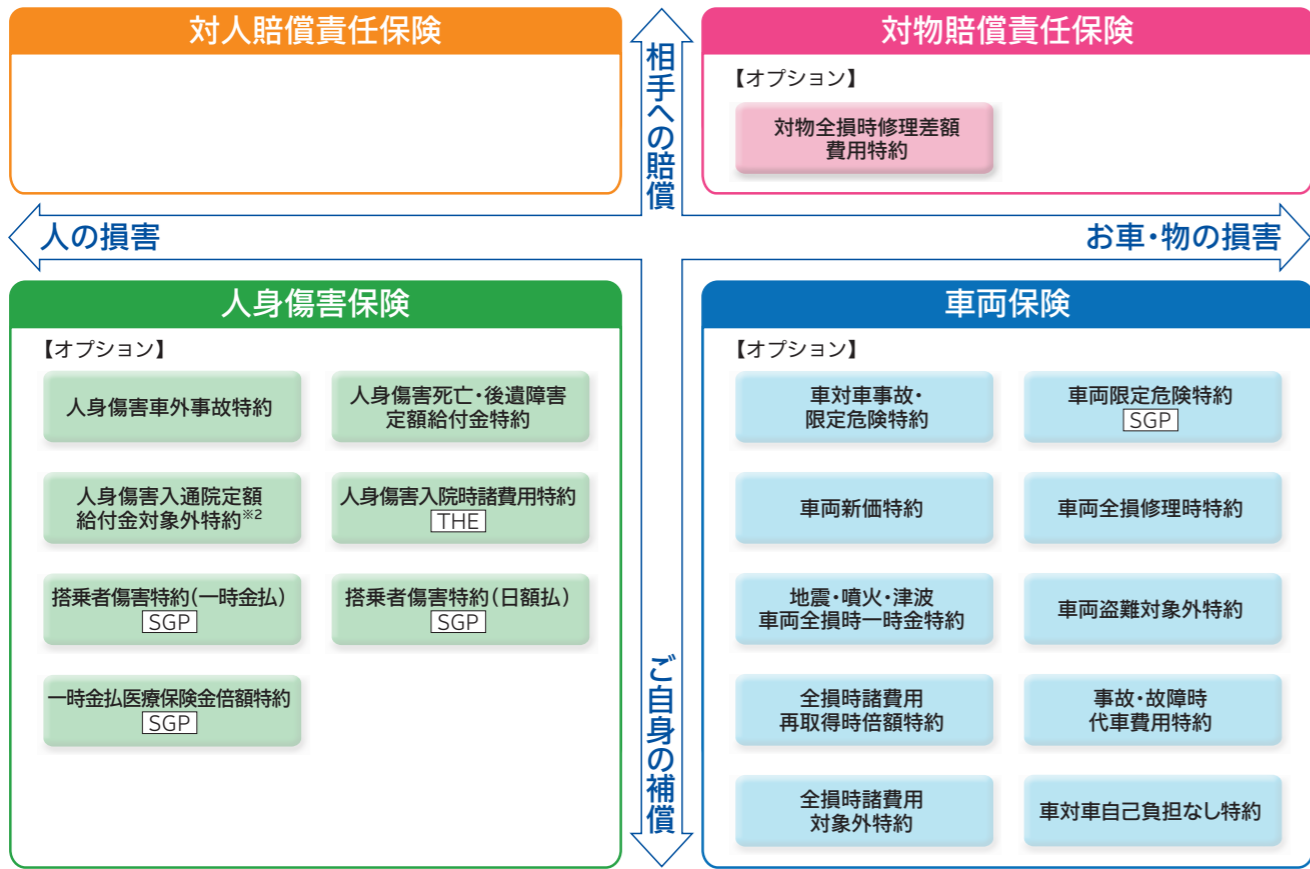 対人賠償責任保険
対物賠償責任保険
【オプション】
対物全損時修理差額
費用特約
相手への賠償
人の損害
お車・物の損害
ご自身の補償
人身傷害保険
【オプション】
人身傷害車外事故特約
人身傷害死亡・後遺障害
定額給付金特約
人身傷害入通院定額
給付金対象外特約※2
人身傷害入院時諸費用特約
THE
搭乗者傷害特約(一時金払)
SGP
搭乗者傷害特約(日額払)
SGP
一時金払医療保険金倍額特約
SGP
車両保険
【オプション】
車対車事故・
限定危険特約
車両限定危険特約
SGP
車両新価特約
車両全損修理時特約
地震・噴火・津波
車両全損時一時金特約
車両盗難対象外特約
全損時諸費用
再取得時倍額特約
事故・故障時
代車費用特約
全損時諸費用
対象外特約
車対車自己負担なし特約